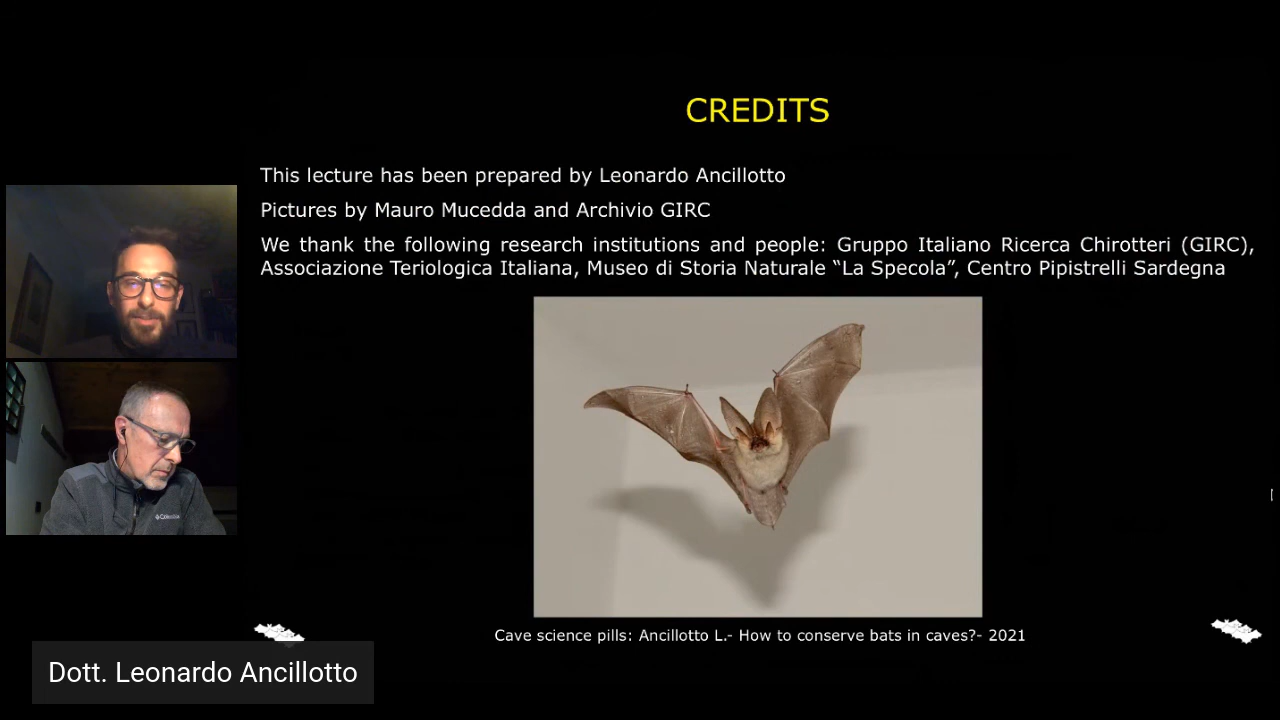 CREDITS
This lecture has been prepared by Leonardo Ancillotto
Pictures by Mauro Mucedda and Archivio GIRC
We thank the following research institutions and people: Gruppo Italiano Ricerca Chirotteri (GIRC),
Associazione Teriologica Italiana, Museo di Storia Naturale “La Specola”, Centro Pipistrelli Sardegna
Cave science pills: Ancillotto L.- How to conserve bats in caves?- 2021
Dott. Leonardo Ancillotto